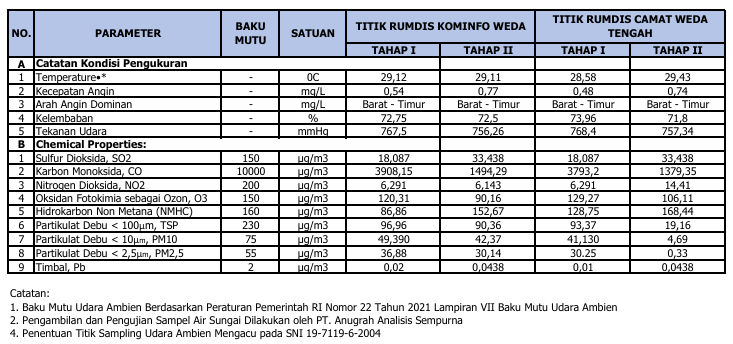 NO. PARAMETER BAKU MUTU SATUAN TITIK RUMDIS KOMINFO WEDA TITIK RUMDIS CAMAT WEDA TENGAH
TAHAP I TAHAP II TAHAP I TAHAP II
A Catatan Kondisi Pengukuran
1 Temperature•* - 0C 29,12 29,11 28,58 29,43
2 Kecepatan Angin - mg/L 0,54 0,77 0,48 0,74
3 Arah Angin Dominan - mg/L Barat - Timur Barat - Timur Barat - Timur Barat - Timur
4 Kelembaban - % 72,75 72,5 73,96 71,8
5 Tekanan Udara - mmHg 767,5 756,26 768,4 757,34
B Chemical Properties:
1 Sulfur Dioksida, SO2 150 µg/m3 18,087 33,438 18,087 33,438
2 Karbon Monoksida, CO 10000 µg/m3 3908,15 1494,29 3793,2 1379,35
3 Nitrogen Dioksida, NO2 200 µg/m3 6,291 6,143 6,291 14,41
4 Oksidan Fotokimia sebagai Ozon, O3 150 µg/m3 120,31 90,16 129,27 106,11
5 Hidrokarbon Non Metana (NMHC) 160 µg/m3 86,86 152,67 128,75 168,44
6 Partikulat Debu < 100µm, TSP 230 µg/m3 96,96 90,36 93,37 19,16
7 Partikulat Debu < 10µm, PM10 75 µg/m3 49,390 42,37 41,130 4,69
8 Partikulat Debu < 2,5µm, PM2,5 55 µg/m3 36,88 30,14 30.25 0,33
9 Timbal, Pb 2 µg/m3 0,02 0,0438 0,01 0,0438
Catatan:
1. Baku Mutu Udara Ambien Berdasarkan Peraturan Pemerintah RI Nomor 22 Tahun 2021 Lampiran VII Baku Mutu Udara Ambien
2. Pengambilan dan Pengujian Sampel Air Sungai Dilakukan oleh PT. Anugrah Analisis Sempurna
4. Penentuan Titik Sampling Udara Ambien Mengacu pada SNI 19-7119-6-2004